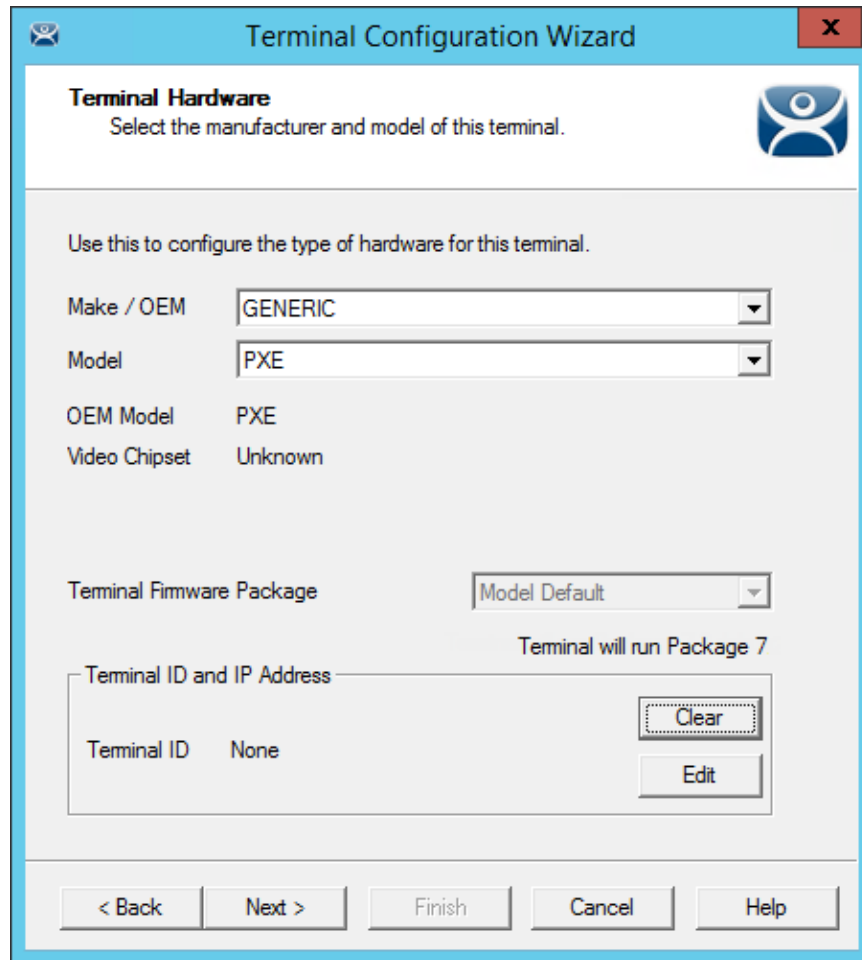 Terminal Configuration Wizard
x
Terminal Hardware
Select the manufacturer and model of this terminal.
Use this to configure the type of hardware for this terminal.
Make / OEM GENERIC
Model PXE
OEM Model PXE
Video Chipset Unknown
Terminal Firmware Package Model Default
Terminal will run Package 7
Terminal ID and IP Address
Clear
Terminal ID None
Edit
< Back Next > Finish Cancel Help